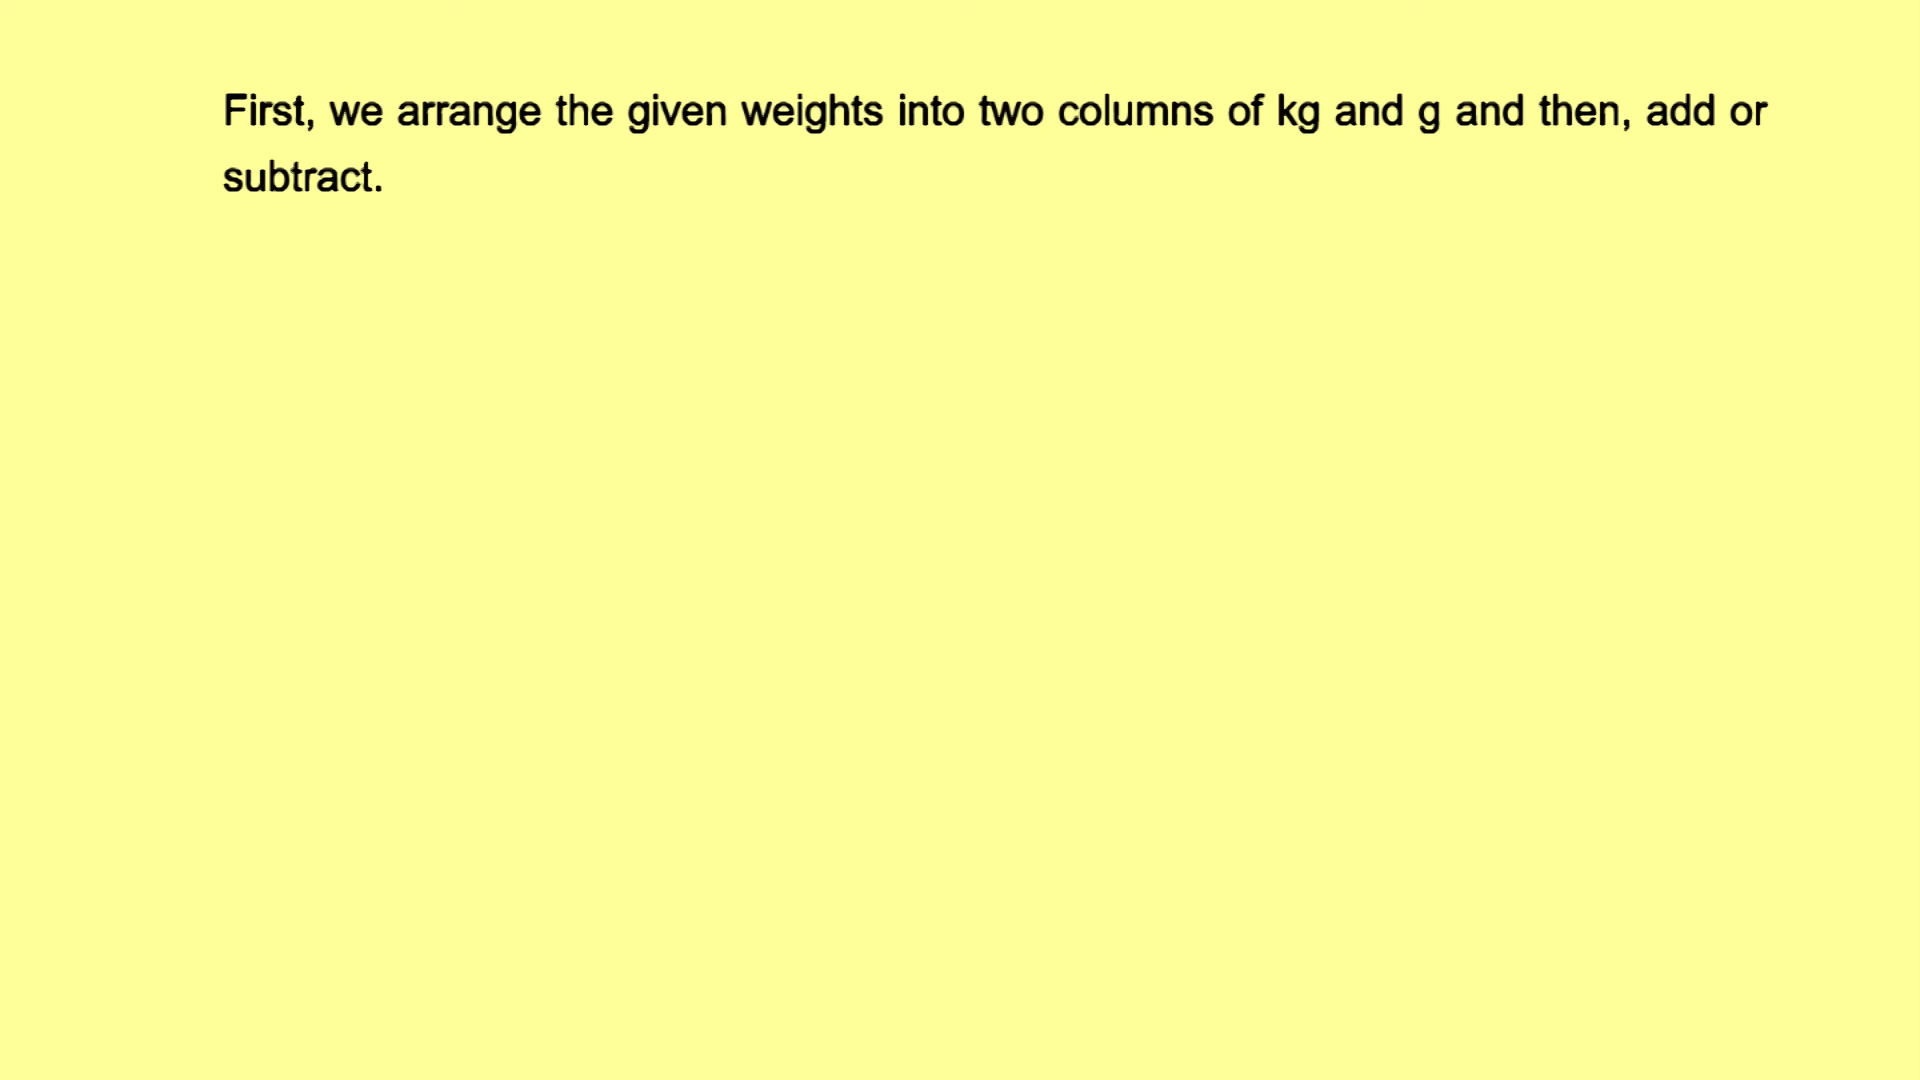 First, we arrange the given weights into two columns of kg and g and then, add or
subtract.